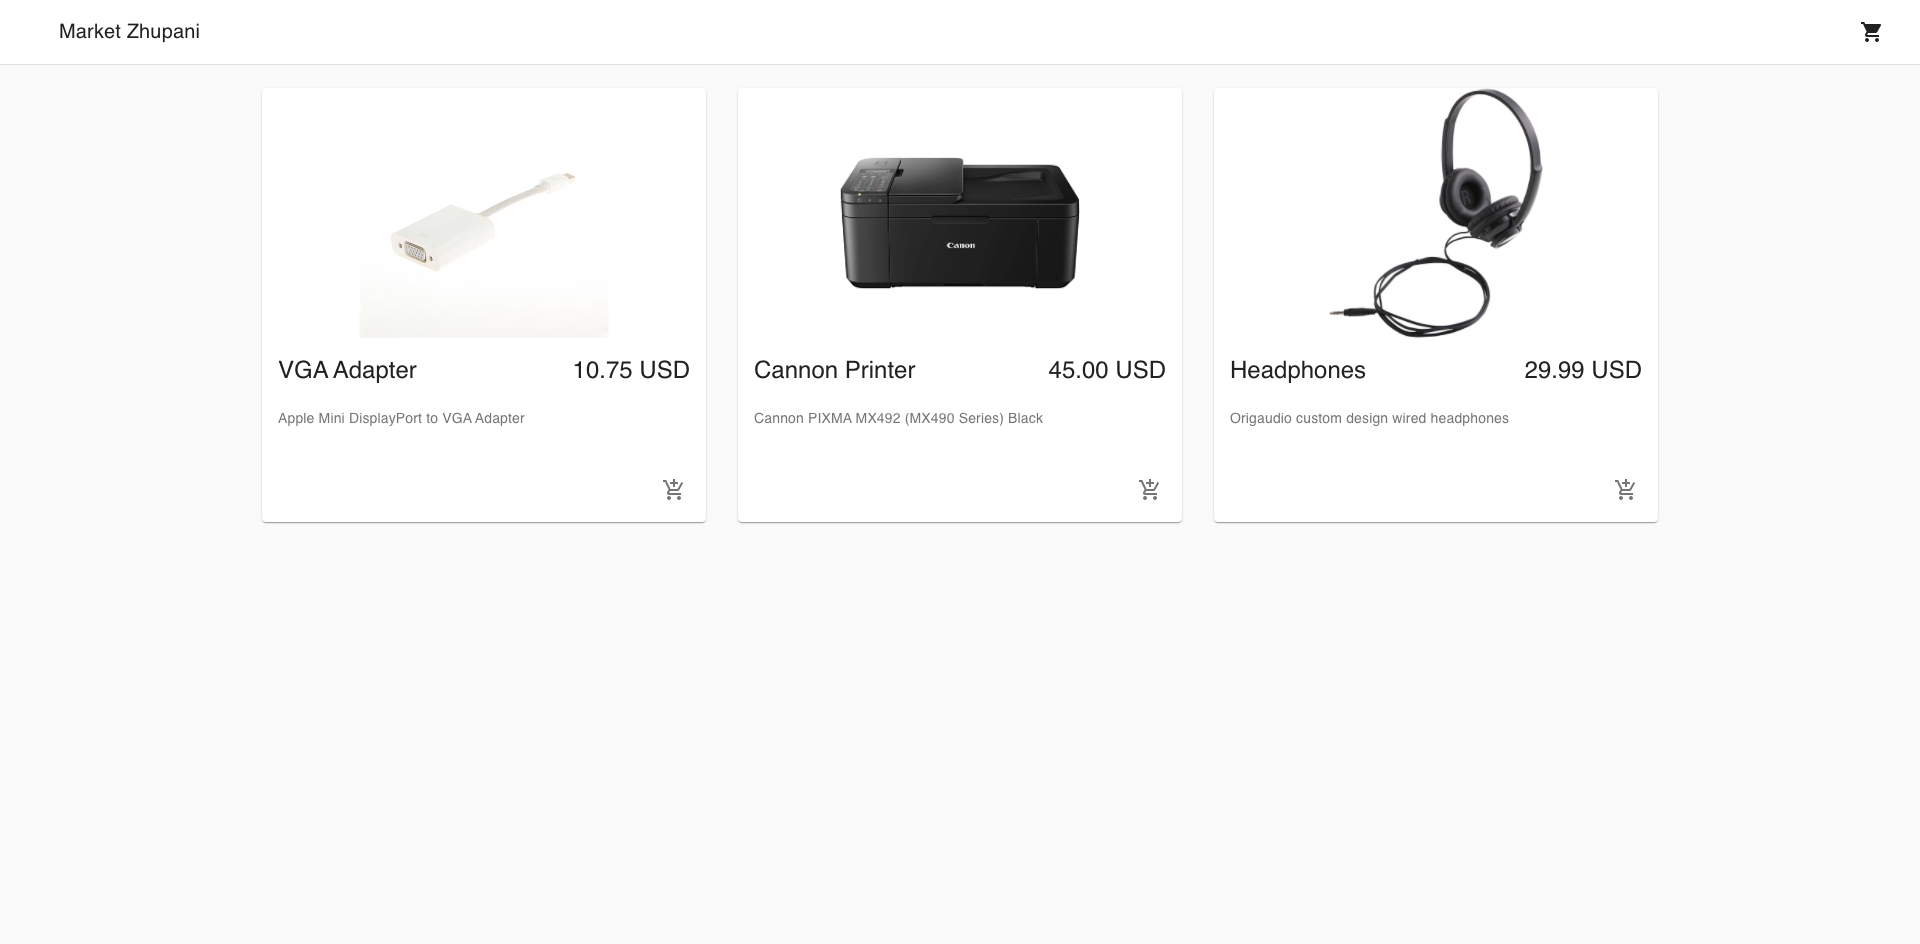 Market Zhupani
Canon
VGA Adapter 10.75 USD
Cannon Printer 45.00 USD
Headphones 29.99 USD
Apple Mini DisplayPort to VGA Adapter
Cannon PIXMA MX492 (MX490 Series) Black
Origaudio custom design wired headphones